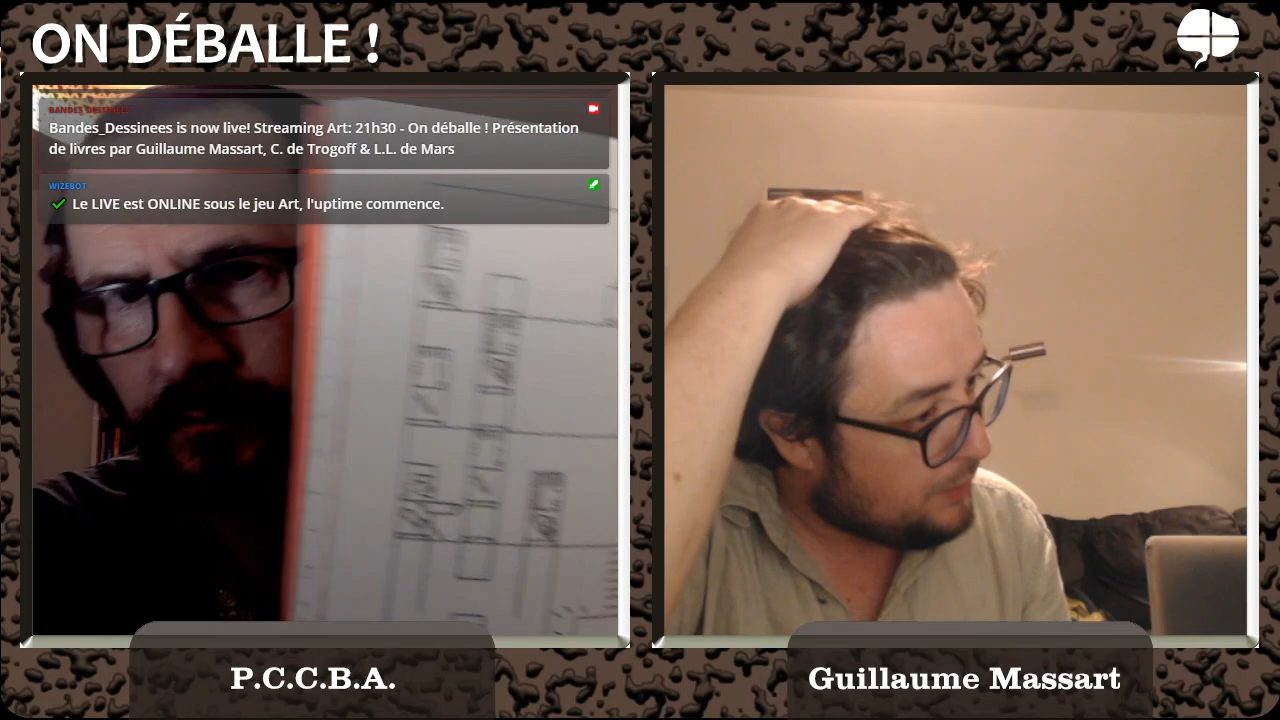 ON DÉBALLE !
BANDES_DESSINEES
Bandes_Dessinees is now live! Streaming Art: 21h30 - On déballe ! Présentation
de livres par Guillaume Massart, C. de Trogoff & L.L. de Mars
WIZEBOT
Le LIVE est ONLINE sous le jeu Art, l'uptime commence.
P.C.C.B.A.
Guillaume Massart